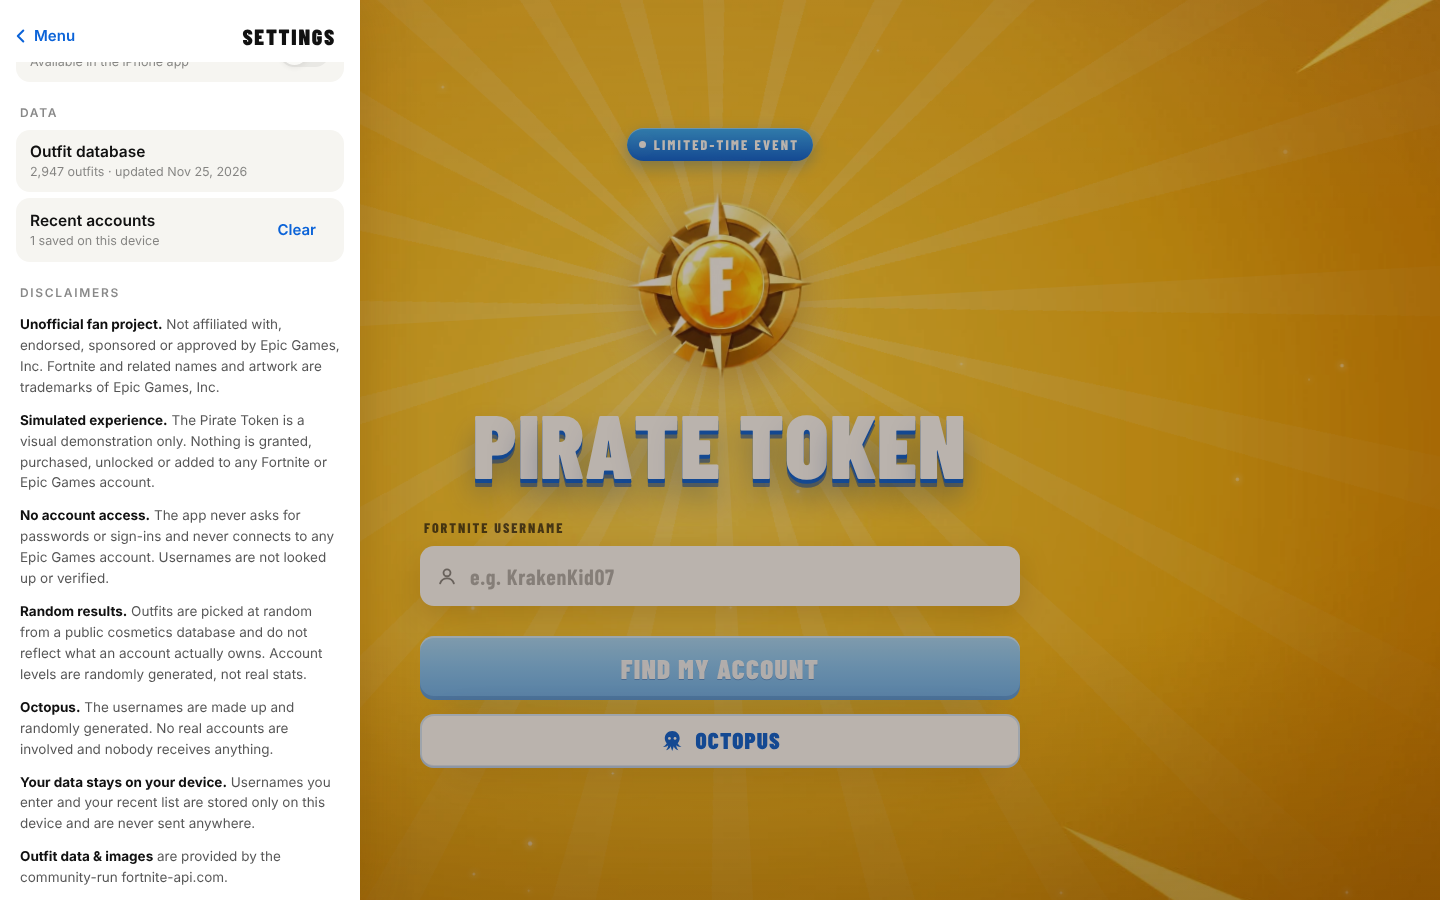 Menu
SETTINGS
Available in the iPhone app
DATA
Outfit database
2,947 outfits · updated Nov 25, 2026
Recent accounts
1 saved on this device
Clear
DISCLAIMERS
Unofficial fan project. Not affiliated with,
endorsed, sponsored or approved by Epic Games,
Inc. Fortnite and related names and artwork are
trademarks of Epic Games, Inc.
Simulated experience. The Pirate Token is a
visual demonstration only. Nothing is granted,
purchased, unlocked or added to any Fortnite or
Epic Games account.
No account access. The app never asks for
passwords or sign-ins and never connects to any
Epic Games account. Usernames are not looked
up or verified.
Random results. Outfits are picked at random
from a public cosmetics database and do not
reflect what an account actually owns. Account
levels are randomly generated, not real stats.
Octopus. The usernames are made up and
randomly generated. No real accounts are
involved and nobody receives anything.
Your data stays on your device. Usernames you
enter and your recent list are stored only on this
device and are never sent anywhere.
Outfit data & images are provided by the
community-run fortnite-api.com.
LIMITED-TIME EVENT
F
PIRATE TOKEN
FORTNITE USERNAME
e.g. KrakenKid07
FIND MY ACCOUNT
OCTOPUS